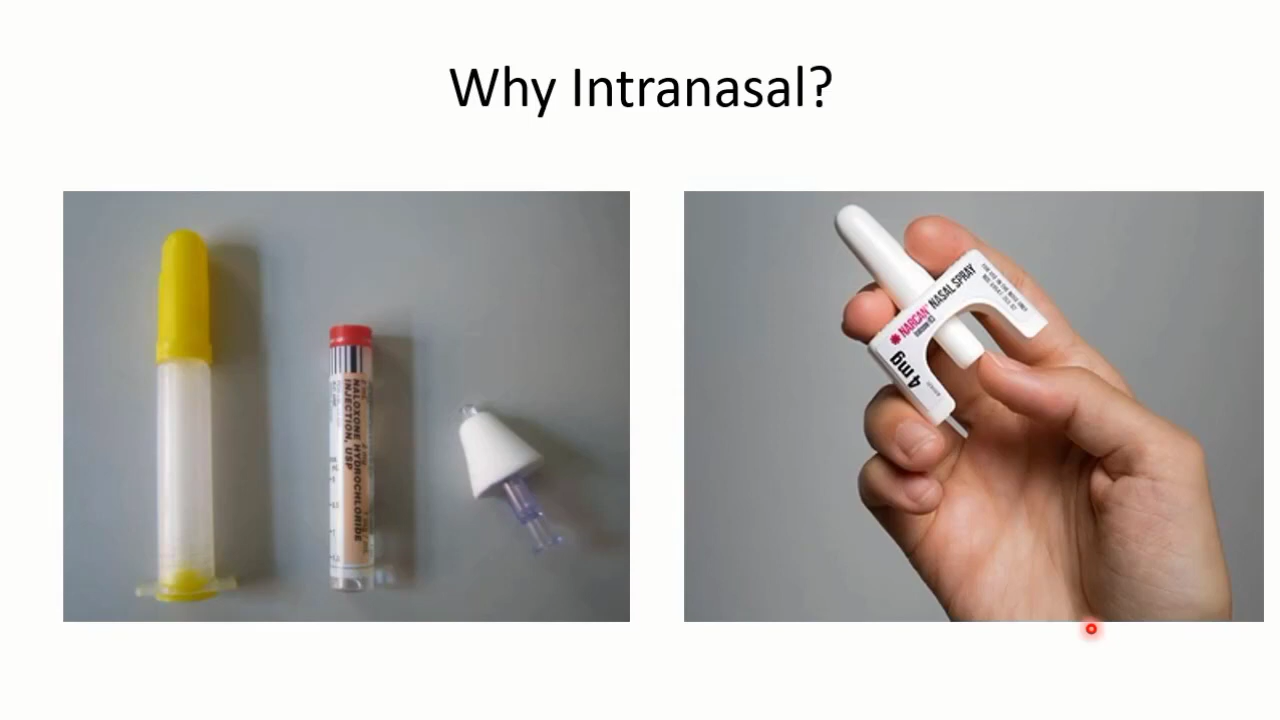 Why Intranasal?
NALOXONE HYDROCHLORIDE
INJECTION, USP
NARCAN NASAL SPRAY
4 mg